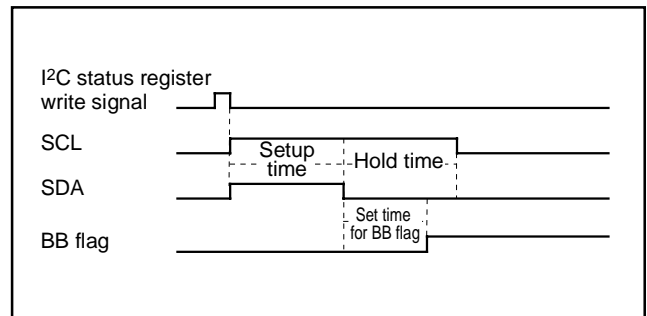 I2C status register
write signal
SCL
Setup
time
Hold time
SDA
Set time
for BB flag
BB flag